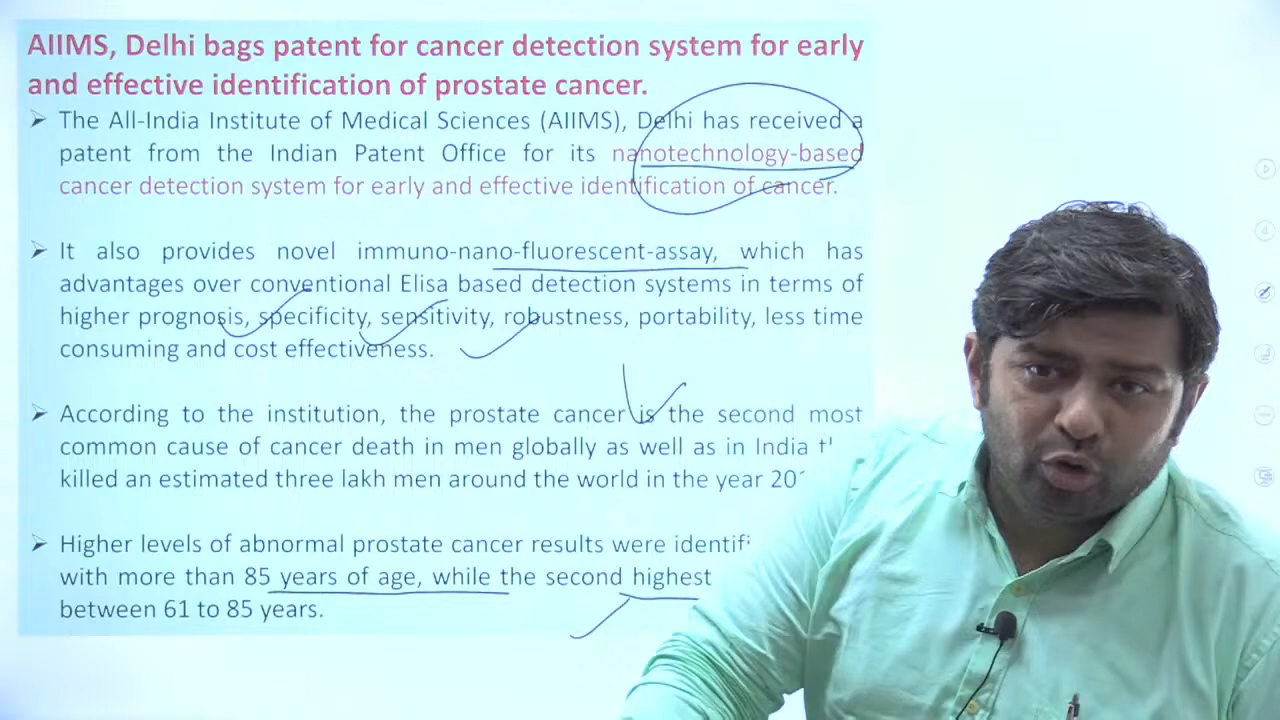 AIIMS, Delhi bags patent for cancer detection system for early
and effective identification of prostate cancer.
➢ The All-India Institute of Medical Sciences (AIIMS), Delhi has received a
patent from the Indian Patent Office for its nanotechnology-based
cancer detection system for early and effective identification of cancer.
➢ It also provides novel immuno-nano-fluorescent-assay, which has
advantages over conventional Elisa based detection systems in terms of
higher prognosis, specificity, sensitivity, robustness, portability, less time
consuming and cost effectiveness.
➢ According to the institution, the prostate cancer is the second most
common cause of cancer death in men globally as well as in India
killed an estimated three lakh men around the world in the year
➢ Higher levels of abnormal prostate cancer results were
with more than 85 years of age, while the second highest
between 61 to 85 years.